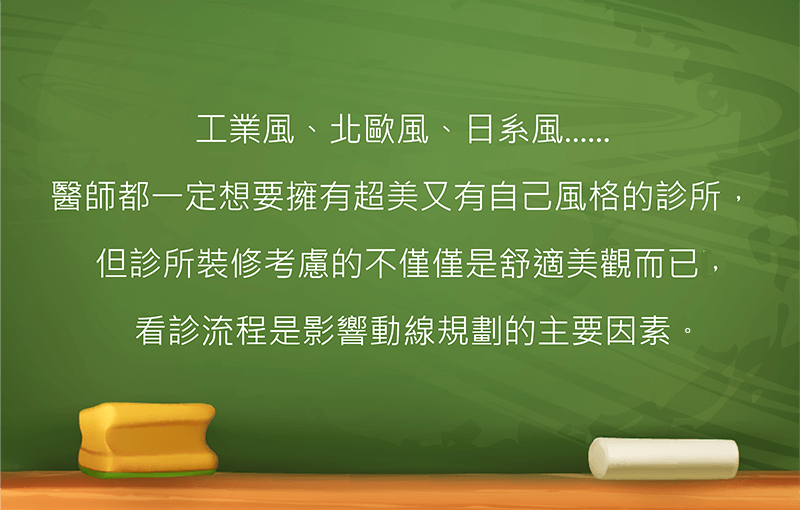 工業風、北歐風、日系風......
醫師都一定想要擁有超美又有自己風格的診所，
但診所裝修考慮的不僅僅是舒適美觀而已，
看診流程是影響動線規劃的主要因素。